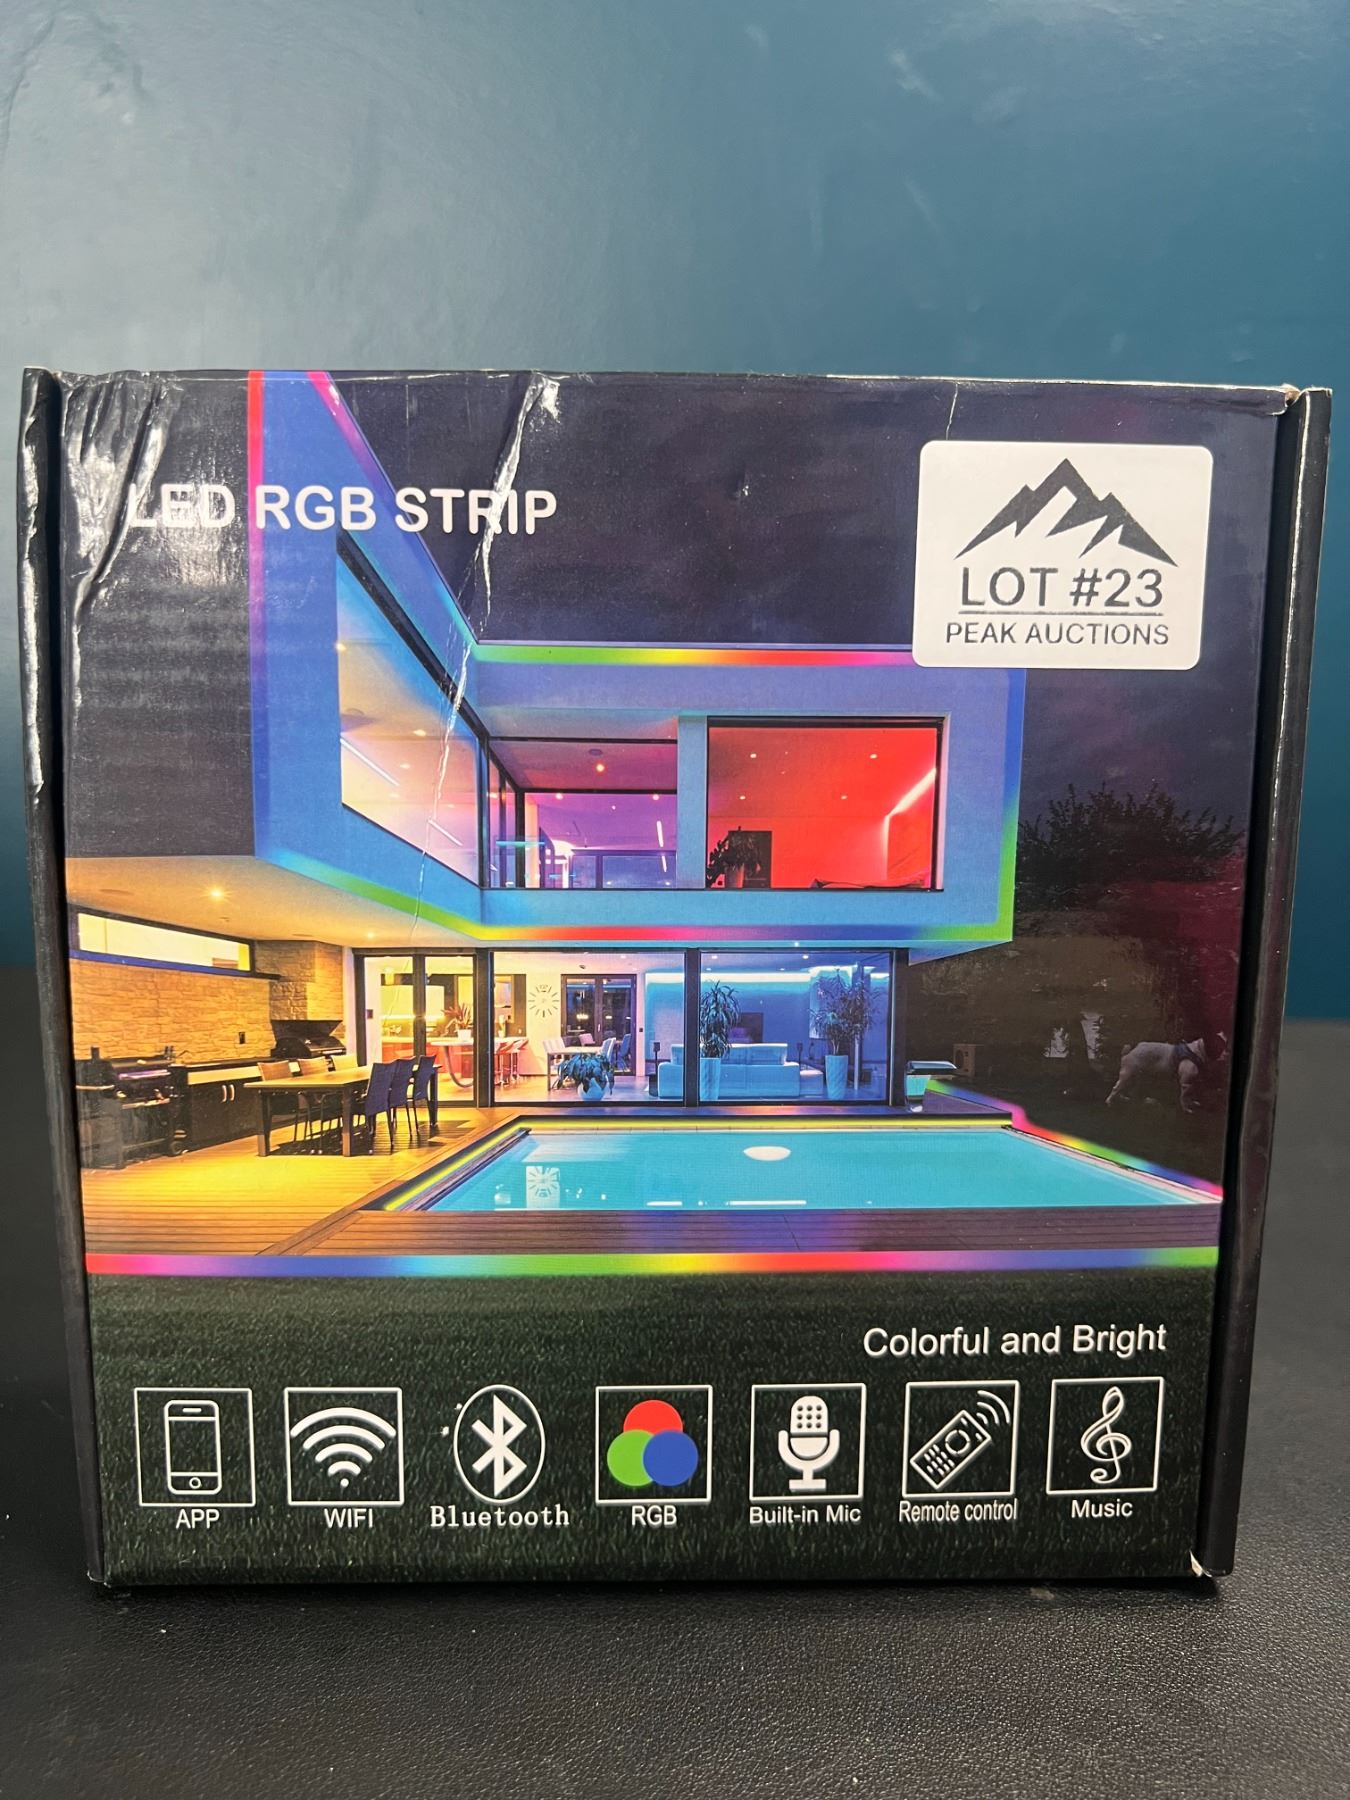 LED RGB STRIP
LOT #23
PEAK AUCTIONS
Colorful and Bright
APP WIFI Bluetooth RGB Built-in Mic Remote control Music